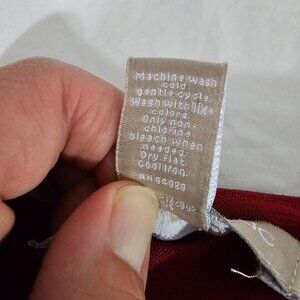 Machine wash
cold
gentle cycle.
Wash with like
colors
Only non-
chlorine
bleach when
needed.
Dry flat.
Cool iron.
RN 54023